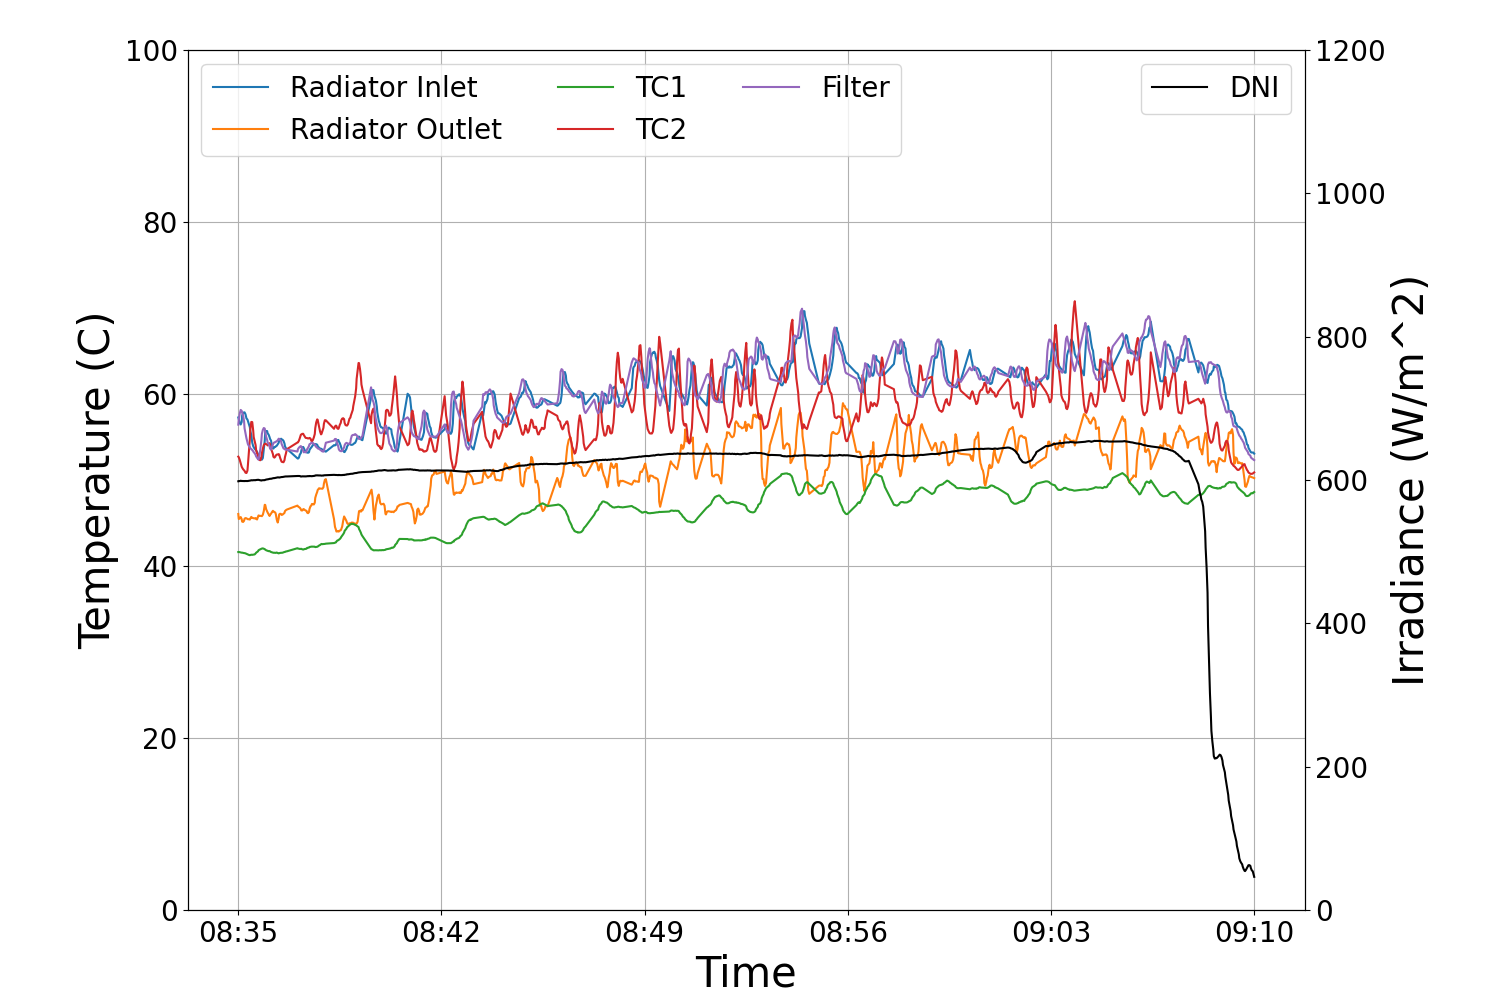 Radiator Inlet
Radiator Outlet
TC1
TC2
Filter
DNI
Temperature (C)
100
80
60
40
20
0
Irradiance (W/m^2)
1200
1000
800
600
400
200
0
08:35 08:42 08:49 08:56 09:03 09:10
Time